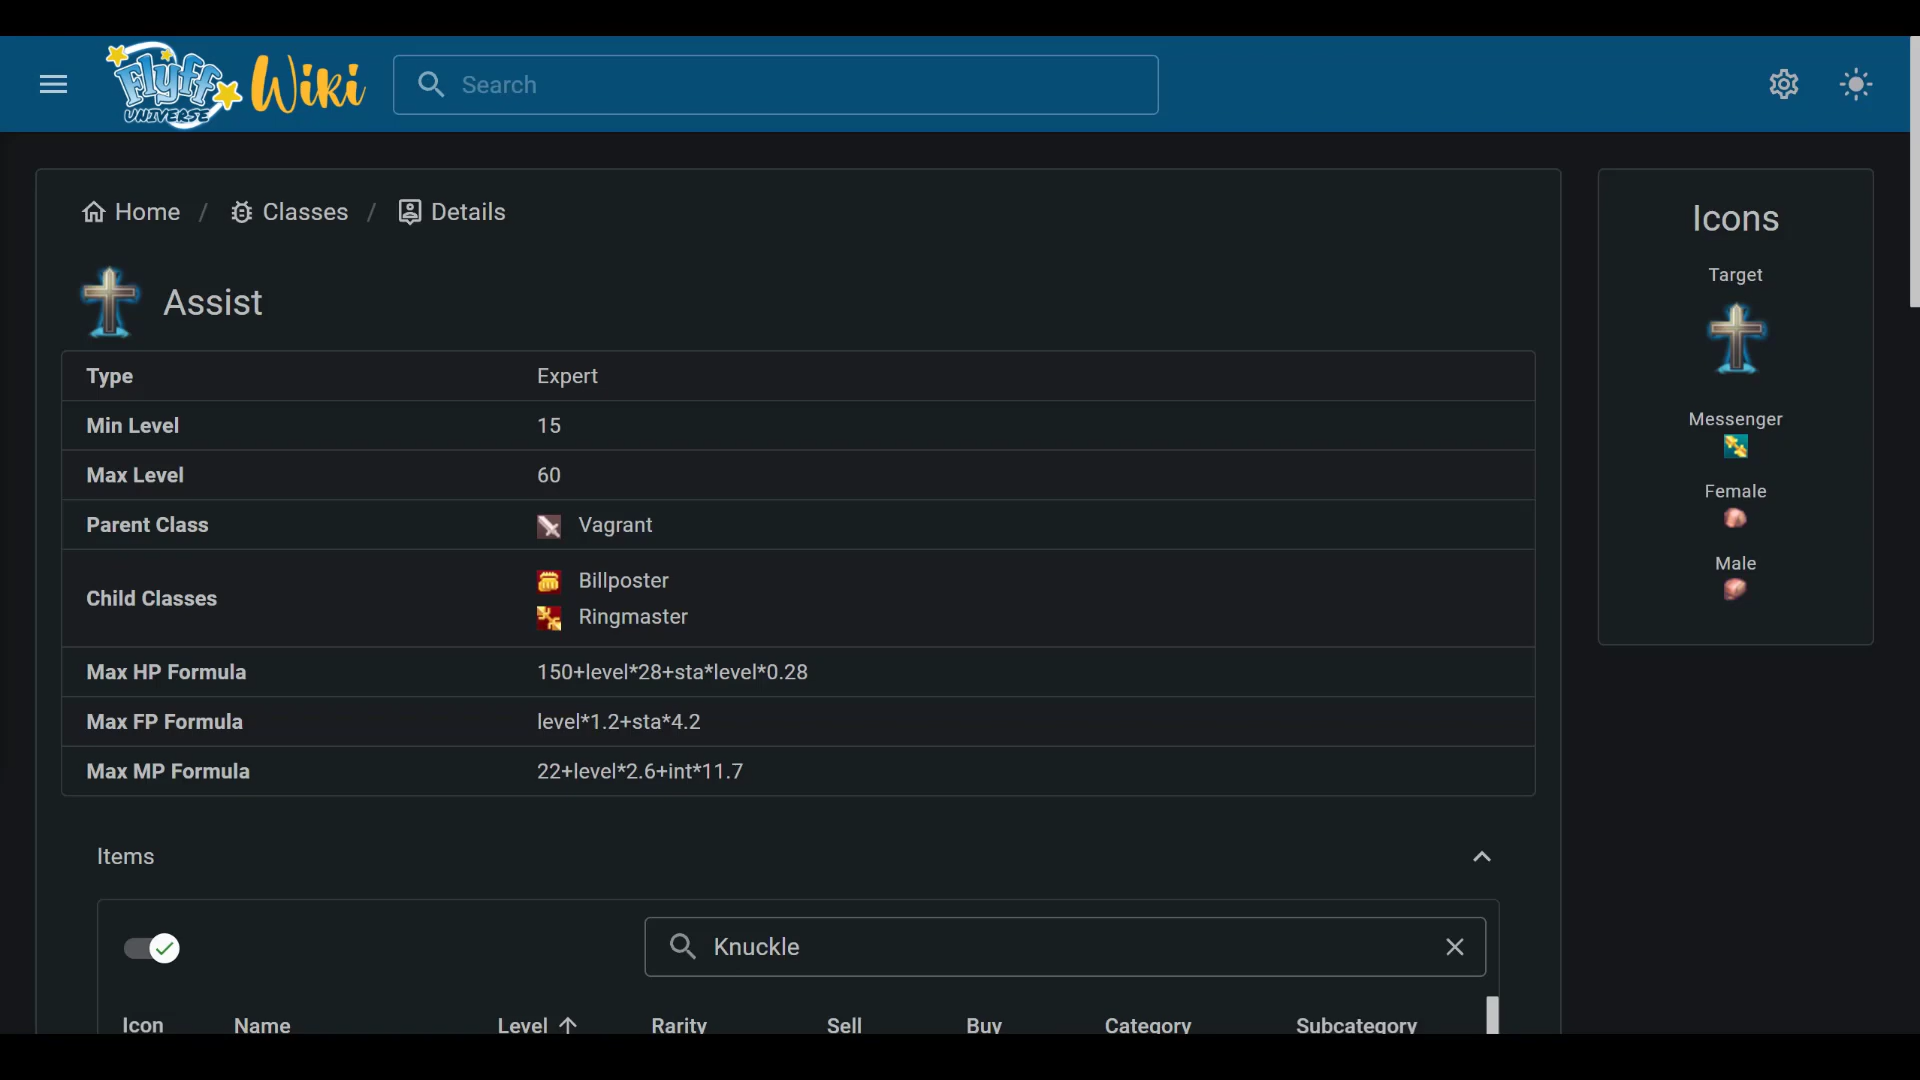 Flyff UNIVERSE Wiki
Search
Home / Classes / Details
Icons
Assist
Target
Type Expert
Min Level 15
Max Level 60
Parent Class Vagrant
Child Classes Billposter
Ringmaster
Max HP Formula 150+level*28+sta*level*0.28
Max FP Formula level*1.2+sta*4.2
Max MP Formula 22+level*2.6+int*11.7
Messenger
Female
Male
Items
Knuckle
Icon Name Level Rarity Sell Buy Category Subcategory